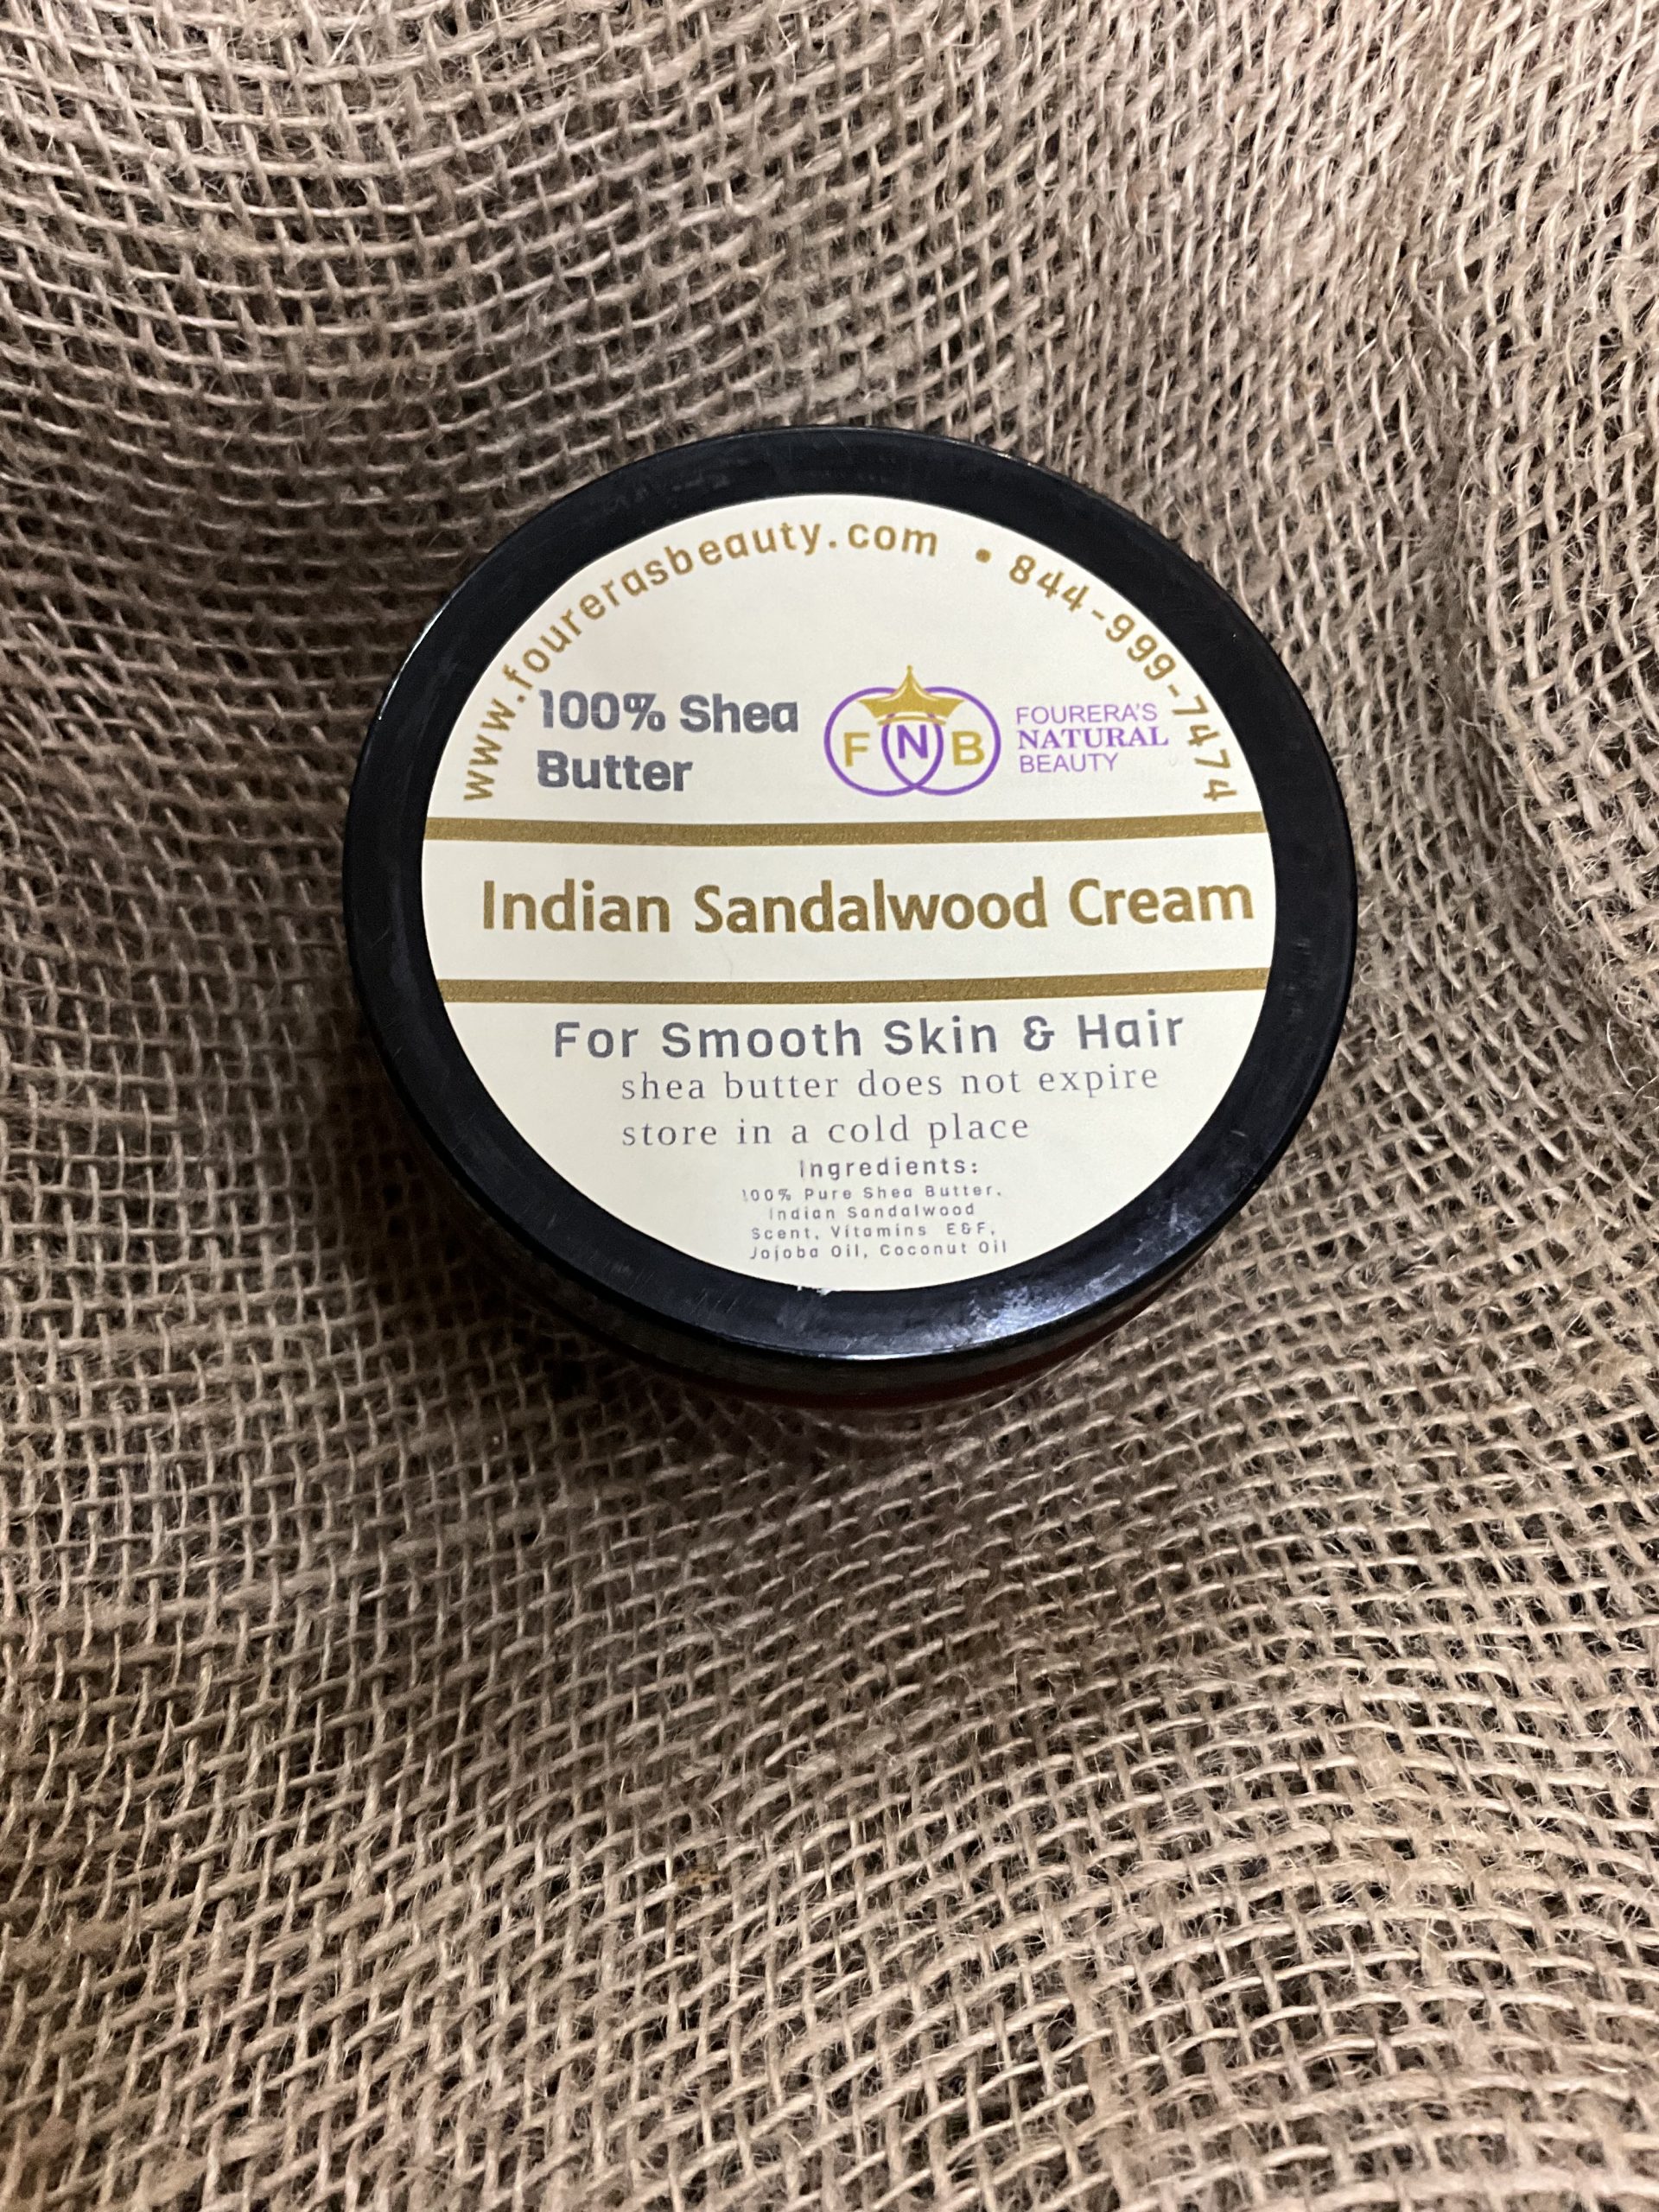 www.fourerasbeauty.com • 844-999-7474
100% Shea
Butter
F N B
FOURERA'S
NATURAL
BEAUTY
Indian Sandalwood Cream
For Smooth Skin & Hair
shea butter does not expire
store in a cold place
Ingredients:
100% Pure Shea Butter,
Indian Sandalwood
Scent, Vitamins E&F,
Jojoba Oil, Coconut Oil